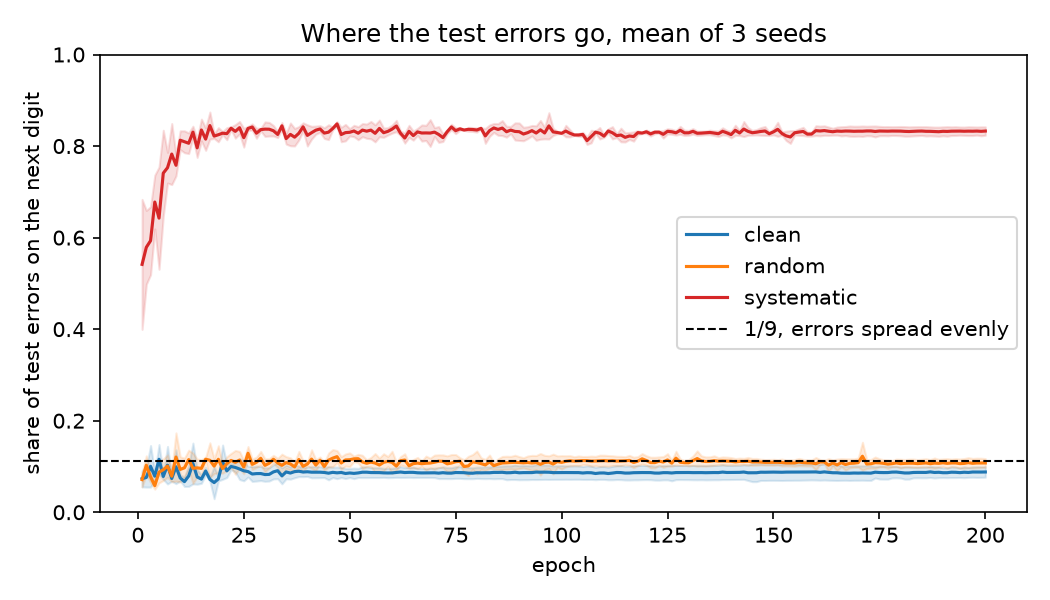 Where the test errors go, mean of 3 seeds
share of test errors on the next digit
1.0
0.8
0.6
0.4
0.2
0.0
clean
random
systematic
1/9, errors spread evenly
0 25 50 75 100 125 150 175 200
epoch